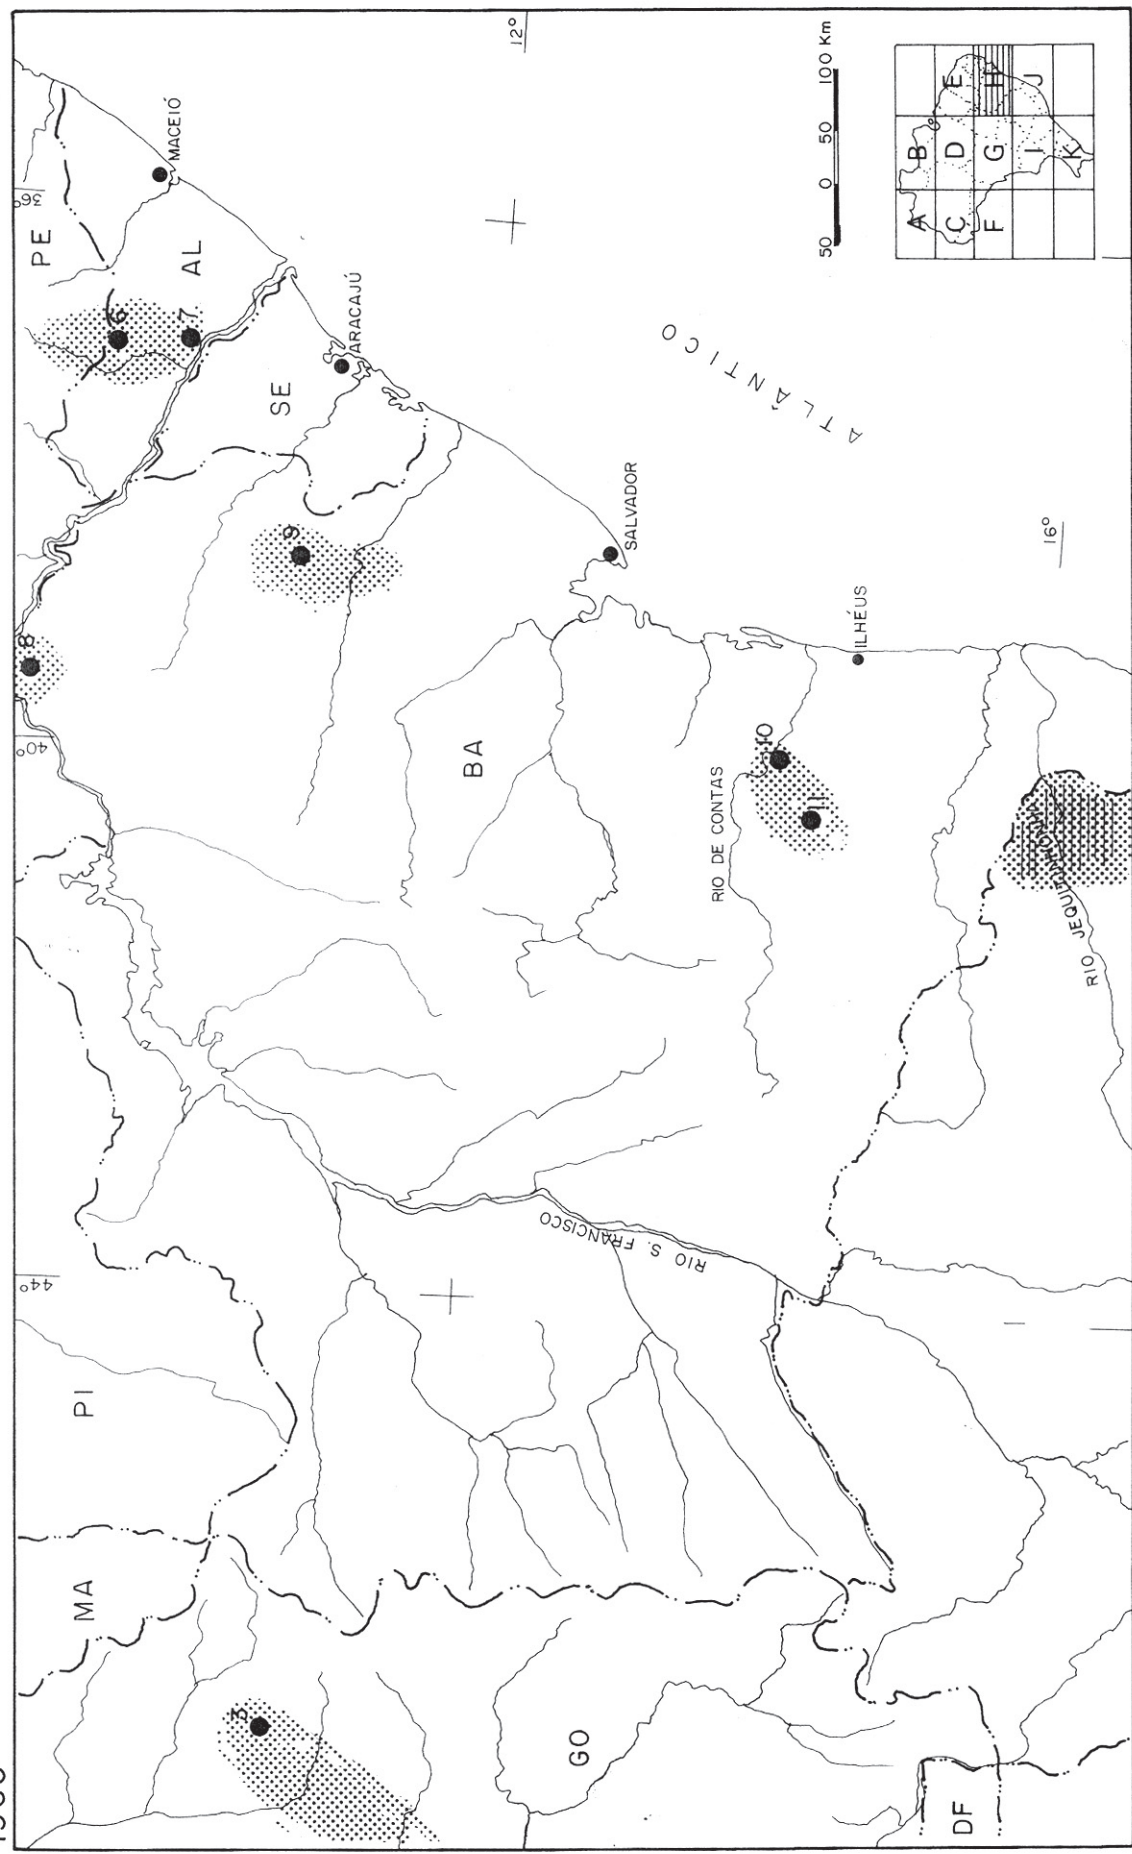 36°
40°
44°
12°
16°
PE
AL
SE
BA
PI
MA
GO
DF
MACEIÓ
ARACAJÚ
SALVADOR
ILHÉUS
ATLÂNTICO
RIO DE CONTAS
RIO JEQUITINHONHA
RIO S. FRANCISCO
3
6
7
8
9
10
11
50 0 50 100 Km
A B
C D E
F G H
I J
K